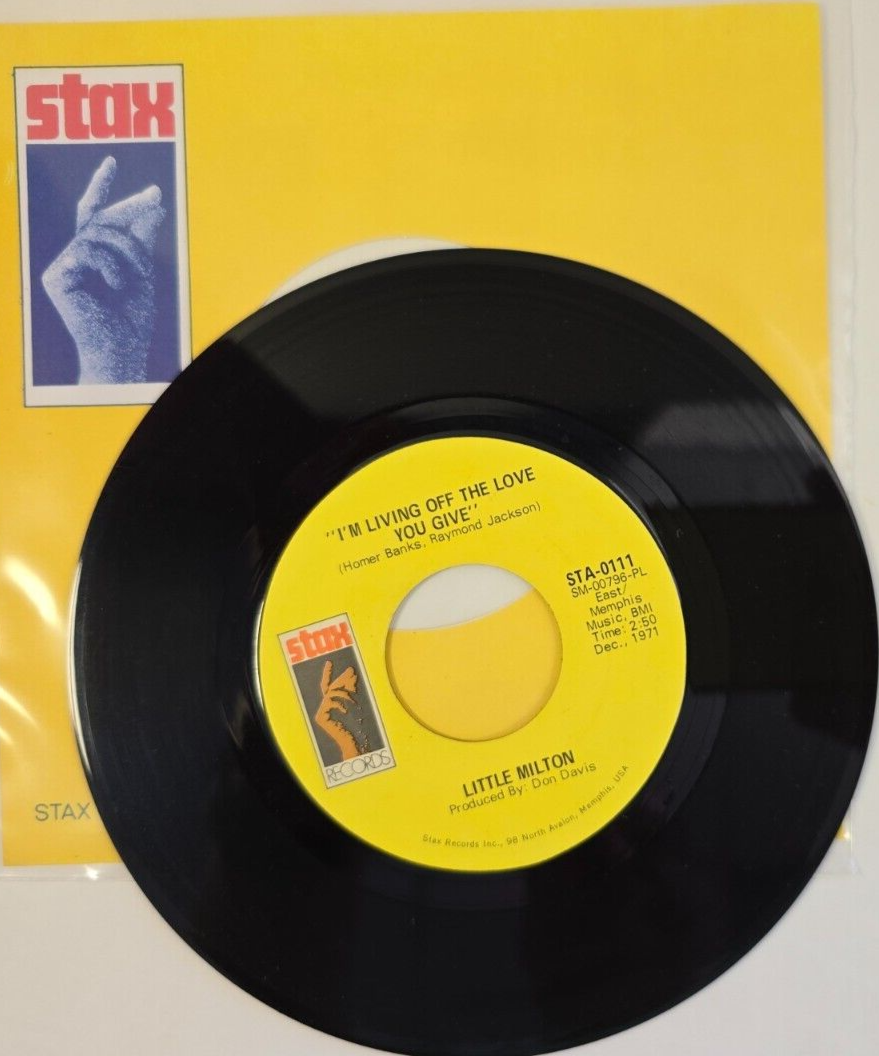 stax
"I'M LIVING OFF THE LOVE
YOU GIVE"
(Homer Banks, Raymond Jackson)
STA-0111
SM-00796-PL
East/
Memphis
Music, BMI
Time: 2:50
Dec., 1971
stax
RECORDS
LITTLE MILTON
Produced By: Don Davis
Stax Records Inc., 98 North Avalon, Memphis, USA
STAX